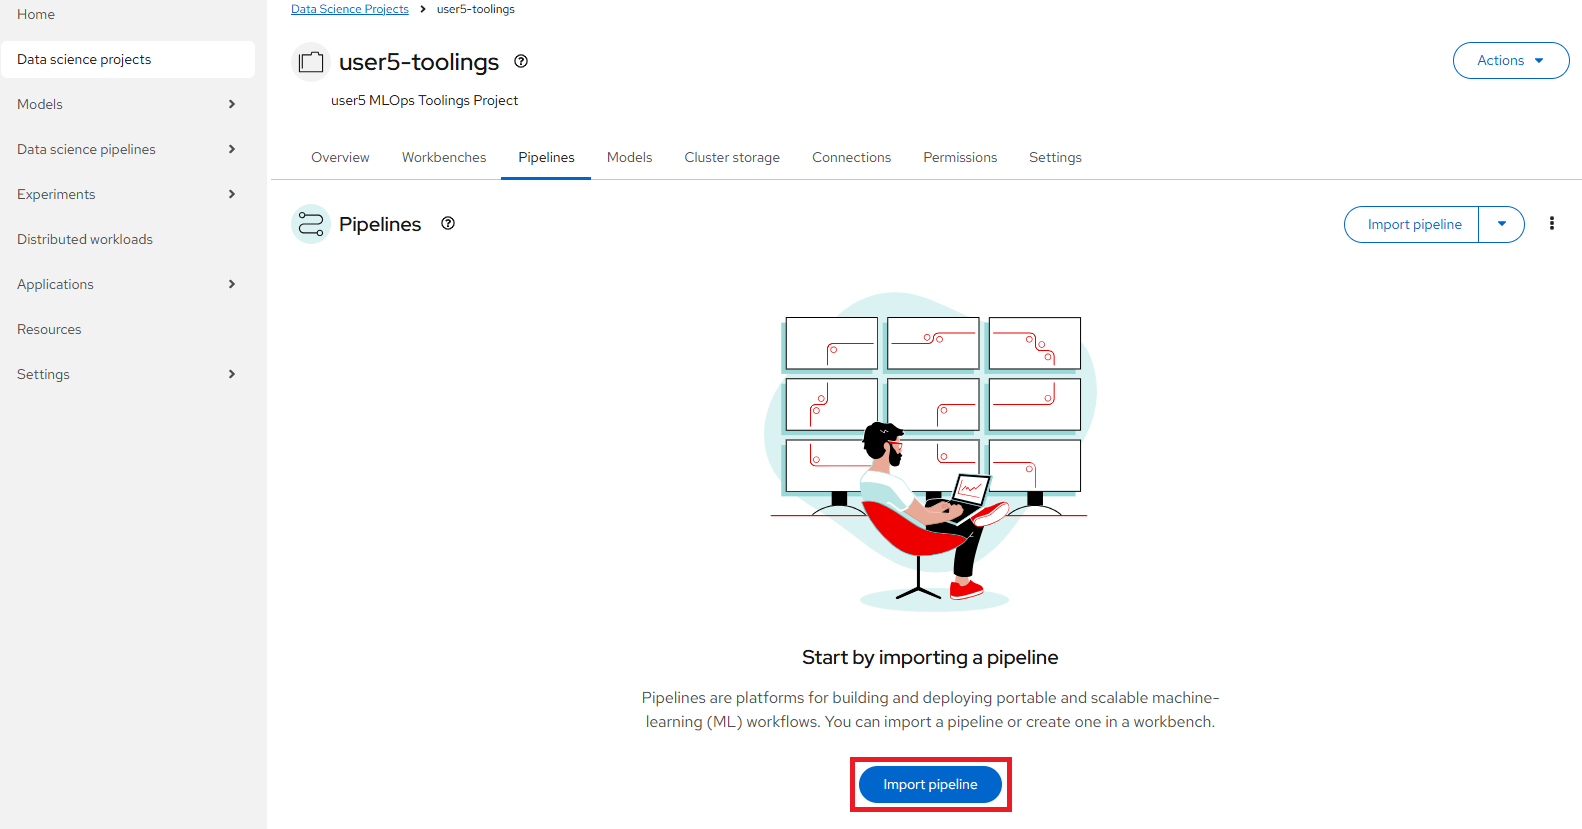 Home
Data science projects
Models
Data science pipelines
Experiments
Distributed workloads
Applications
Resources
Settings
Data Science Projects > user5-toolings
user5-toolings
Actions
user5 MLOps Toolings Project
Overview Workbenches Pipelines Models Cluster storage Connections Permissions Settings
Pipelines
Import pipeline
Start by importing a pipeline
Pipelines are platforms for building and deploying portable and scalable machine-
learning (ML) workflows. You can import a pipeline or create one in a workbench.
Import pipeline